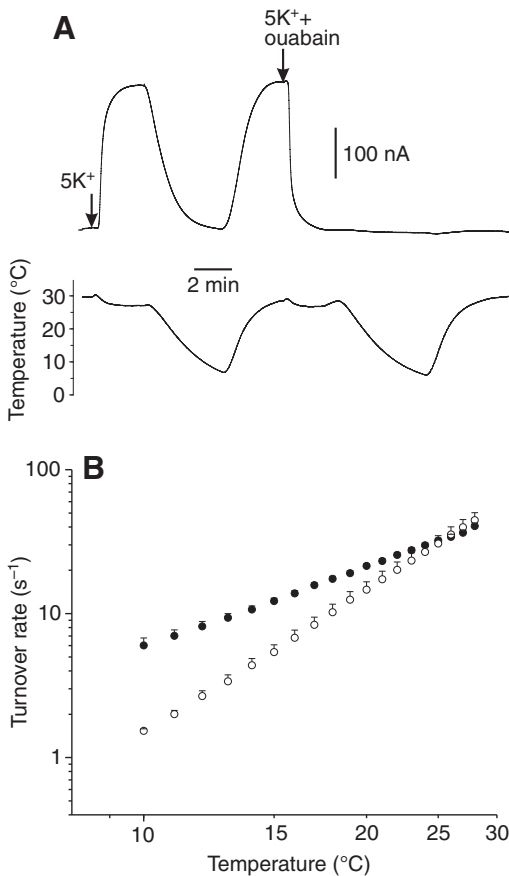 A
5K⁺+
ouabain
5K⁺
100 nA
2 min
Temperature (°C)
30
20
10
0
B
Turnover rate (s⁻¹)
100
10
1
10
15
20
25
30
Temperature (°C)